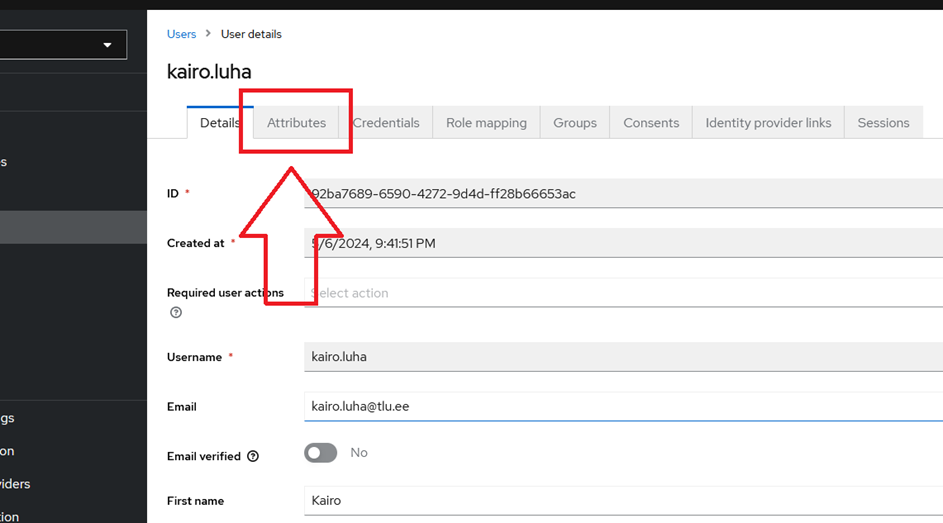 Users > User details
kairo.luha
Details Attributes Credentials Role mapping Groups Consents Identity provider links Sessions
ID * 92ba7689-6590-4272-9d4d-ff28b66653ac
s
Created at * 5/6/2024, 9:41:51 PM
Required user actions Select action
Username * kairo.luha
Email kairo.luha@tlu.ee
gs
Email verified No
on
viders
First name Kairo
tion